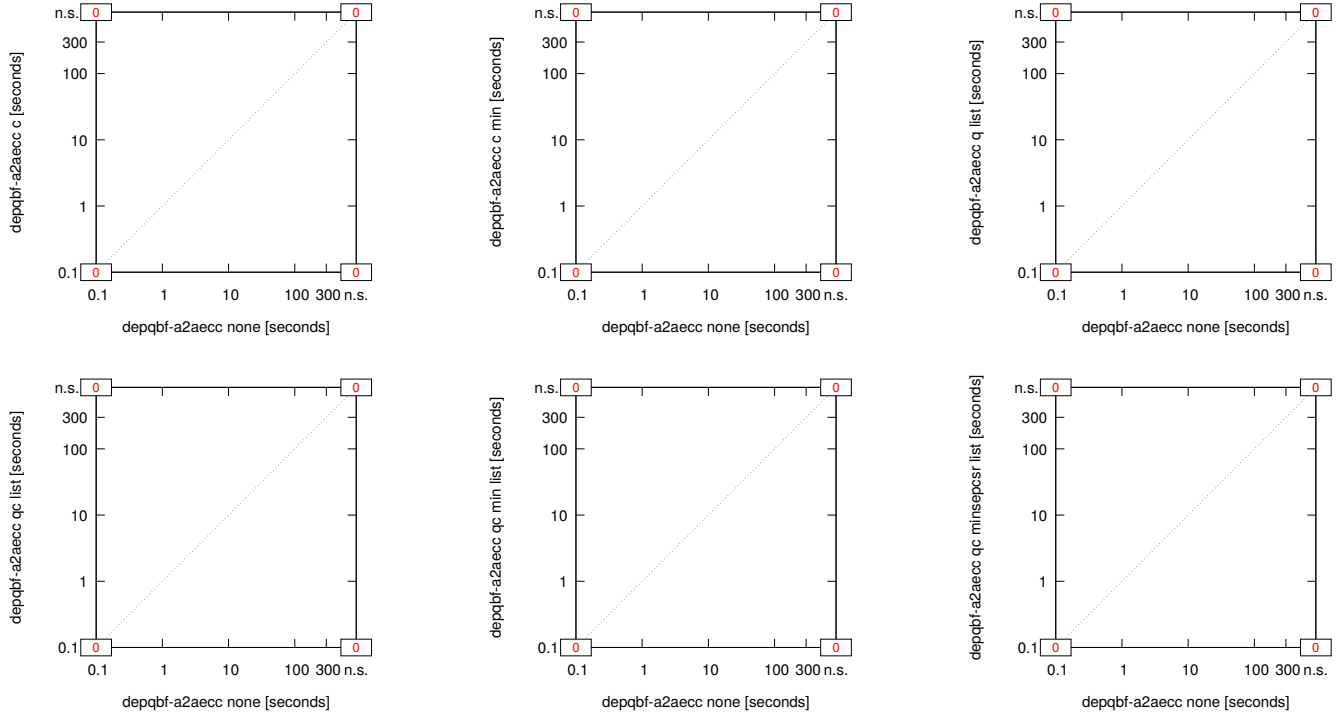 n.s. 0 0
300
100
10
1
0.1 0 0
0.1 1 10 100 300 n.s.
depqbf-a2aecc c [seconds]
depqbf-a2aecc none [seconds]
n.s. 0 0
300
100
10
1
0.1 0 0
0.1 1 10 100 300 n.s.
depqbf-a2aecc c min [seconds]
depqbf-a2aecc none [seconds]
n.s. 0 0
300
100
10
1
0.1 0 0
0.1 1 10 100 300 n.s.
depqbf-a2aecc q list [seconds]
depqbf-a2aecc none [seconds]
n.s. 0 0
300
100
10
1
0.1 0 0
0.1 1 10 100 300 n.s.
depqbf-a2aecc qc list [seconds]
depqbf-a2aecc none [seconds]
n.s. 0 0
300
100
10
1
0.1 0 0
0.1 1 10 100 300 n.s.
depqbf-a2aecc qc min list [seconds]
depqbf-a2aecc none [seconds]
n.s. 0 0
300
100
10
1
0.1 0 0
0.1 1 10 100 300 n.s.
depqbf-a2aecc qc minsepcsr list [seconds]
depqbf-a2aecc none [seconds]